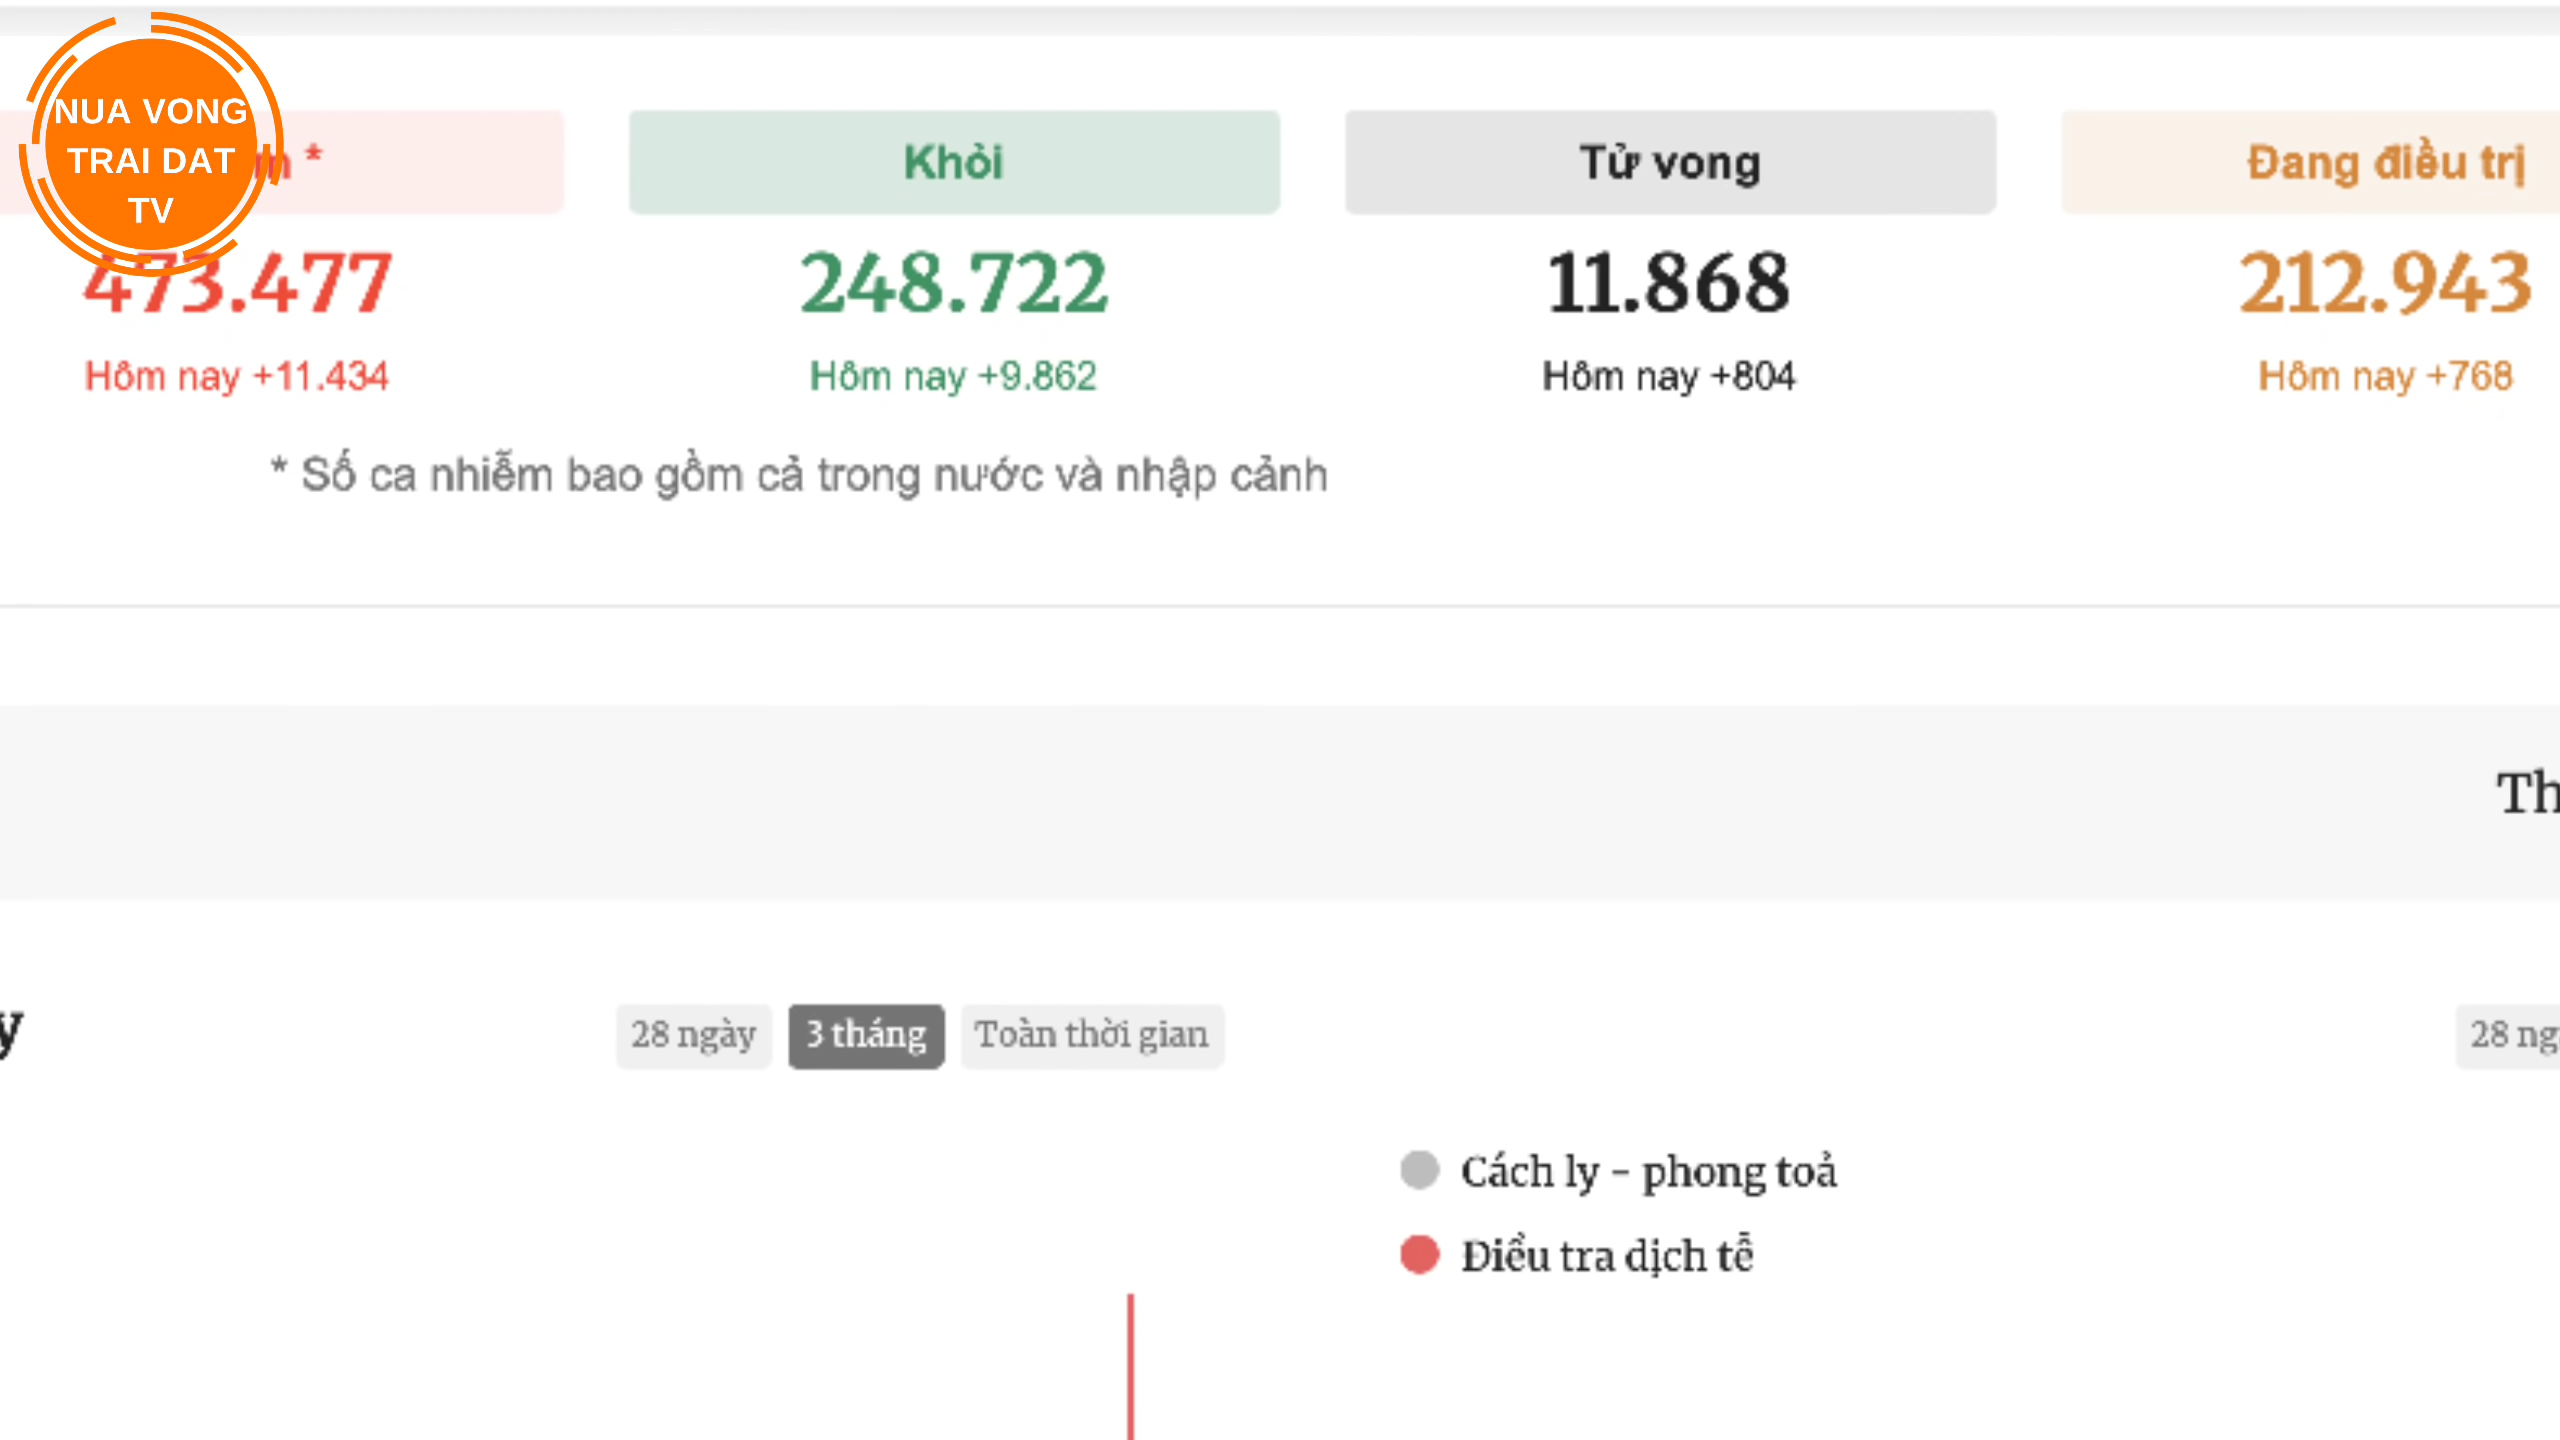 NUA VONG
TRAI DAT
TV
m *
Khỏi
Tử vong
Đang điều trị
473.477
248.722
11.868
212.943
Hôm nay +11.434
Hôm nay +9.862
Hôm nay +804
Hôm nay +768
* Số ca nhiễm bao gồm cả trong nước và nhập cảnh
Th
y
28 ngày
3 tháng
Toàn thời gian
28 ng
Cách ly - phong toả
Điều tra dịch tễ